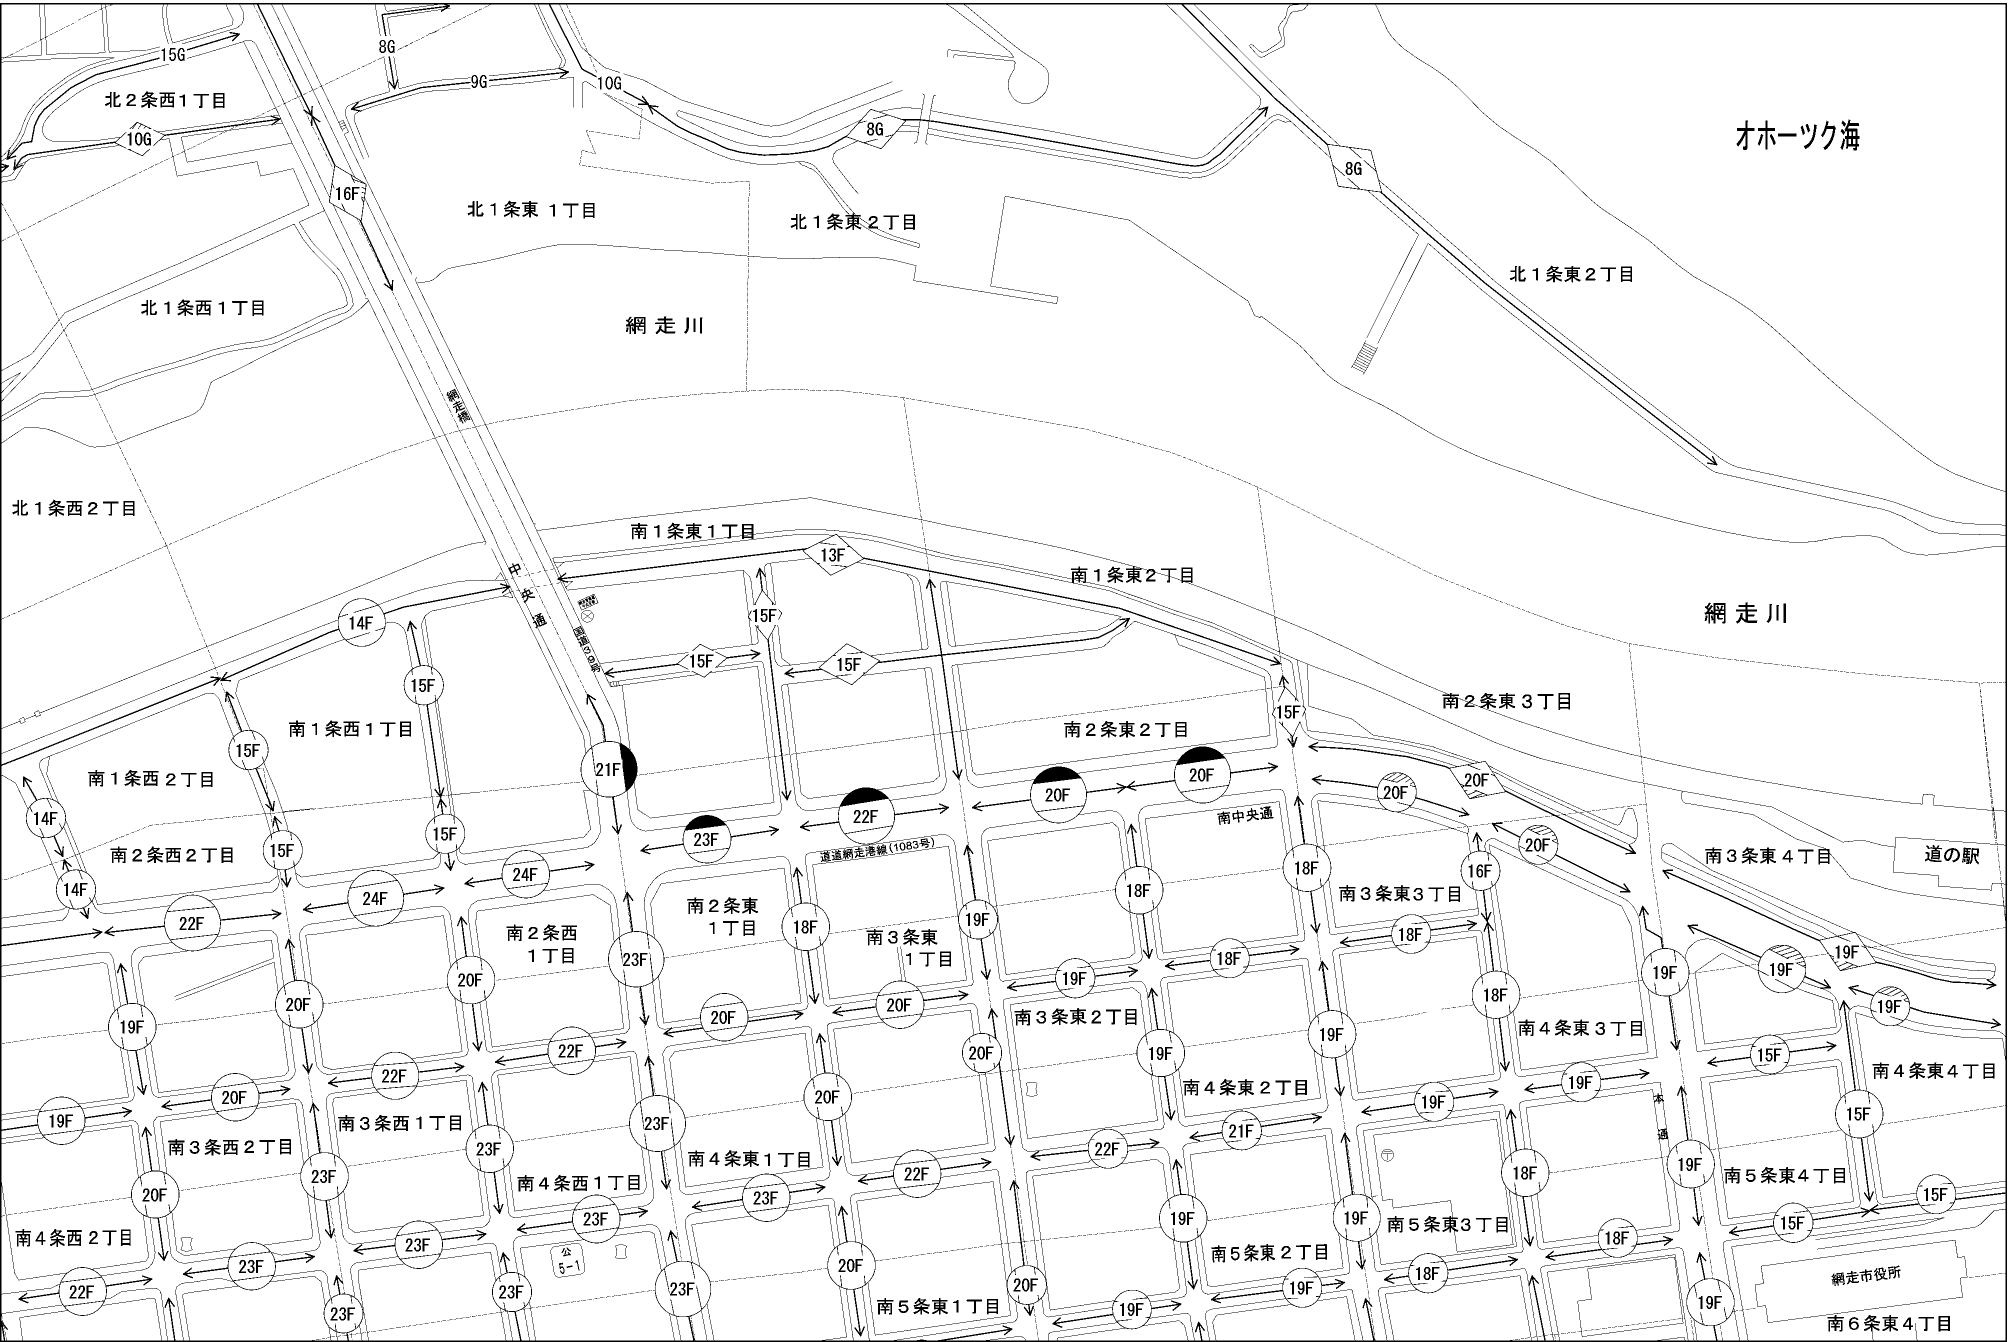 15G
8G
9G
10G
北２条西１丁目
10G
8G
オホーツク海
8G
16F
北１条東 １丁目
北１条東２丁目
北１条東２丁目
北１条西１丁目
網走川
網走橋
北１条西２丁目
南１条東１丁目
13F
中央通
南１条東２丁目
国道39号
14F
15F
網走川
15F
15F
15F
南２条東３丁目
南１条西１丁目
15F
南２条東２丁目
15F
南１条西２丁目
21F
20F
20F
20F
20F
14F
22F
南中央通
15F
15F
23F
道道網走港線(1083号)
20F
南２条西２丁目
南３条東４丁目
道の駅
14F
24F
24F
18F
18F
16F
南３条東３丁目
22F
南２条東
１丁目
18F
19F
18F
南２条西
１丁目
南３条東
１丁目
23F
18F
19F
19F
19F
19F
20F
20F
19F
20F
20F
18F
19F
19F
20F
南３条東２丁目
南４条東３丁目
22F
20F
19F
15F
22F
南４条東４丁目
20F
20F
19F
19F
南４条東２丁目
19F
南３条西２丁目
南３条西１丁目
23F
21F
本通
15F
23F
22F
南４条東１丁目
22F
20F
23F
南４条西１丁目
23F
18F
19F
南５条東４丁目
15F
南４条西２丁目
23F
23F
19F
19F
南５条東３丁目
18F
15F
22F
23F
公
5-1
20F
南５条東２丁目
18F
網走市役所
23F
23F
23F
20F
19F
19F
19F
南５条東１丁目
南６条東４丁目